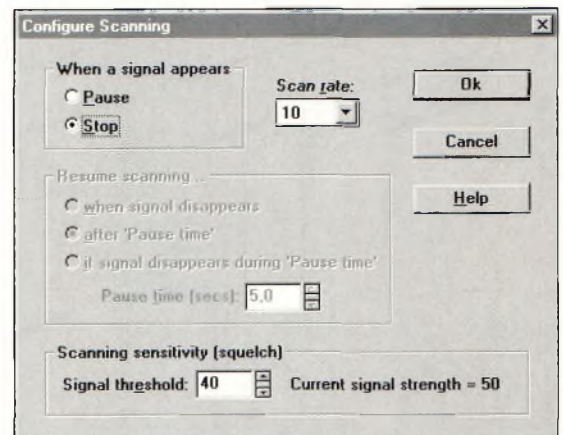 Configure Scanning
When a signal appears
Pause
Stop
Scan rate:
10
Ok
Cancel
Help
Resume scanning...
when signal disappears
after 'Pause time'
if signal disappears during 'Pause time'
Pause time (secs): 5,0
Scanning sensitivity (squelch)
Signal threshold: 40 Current signal strength = 50